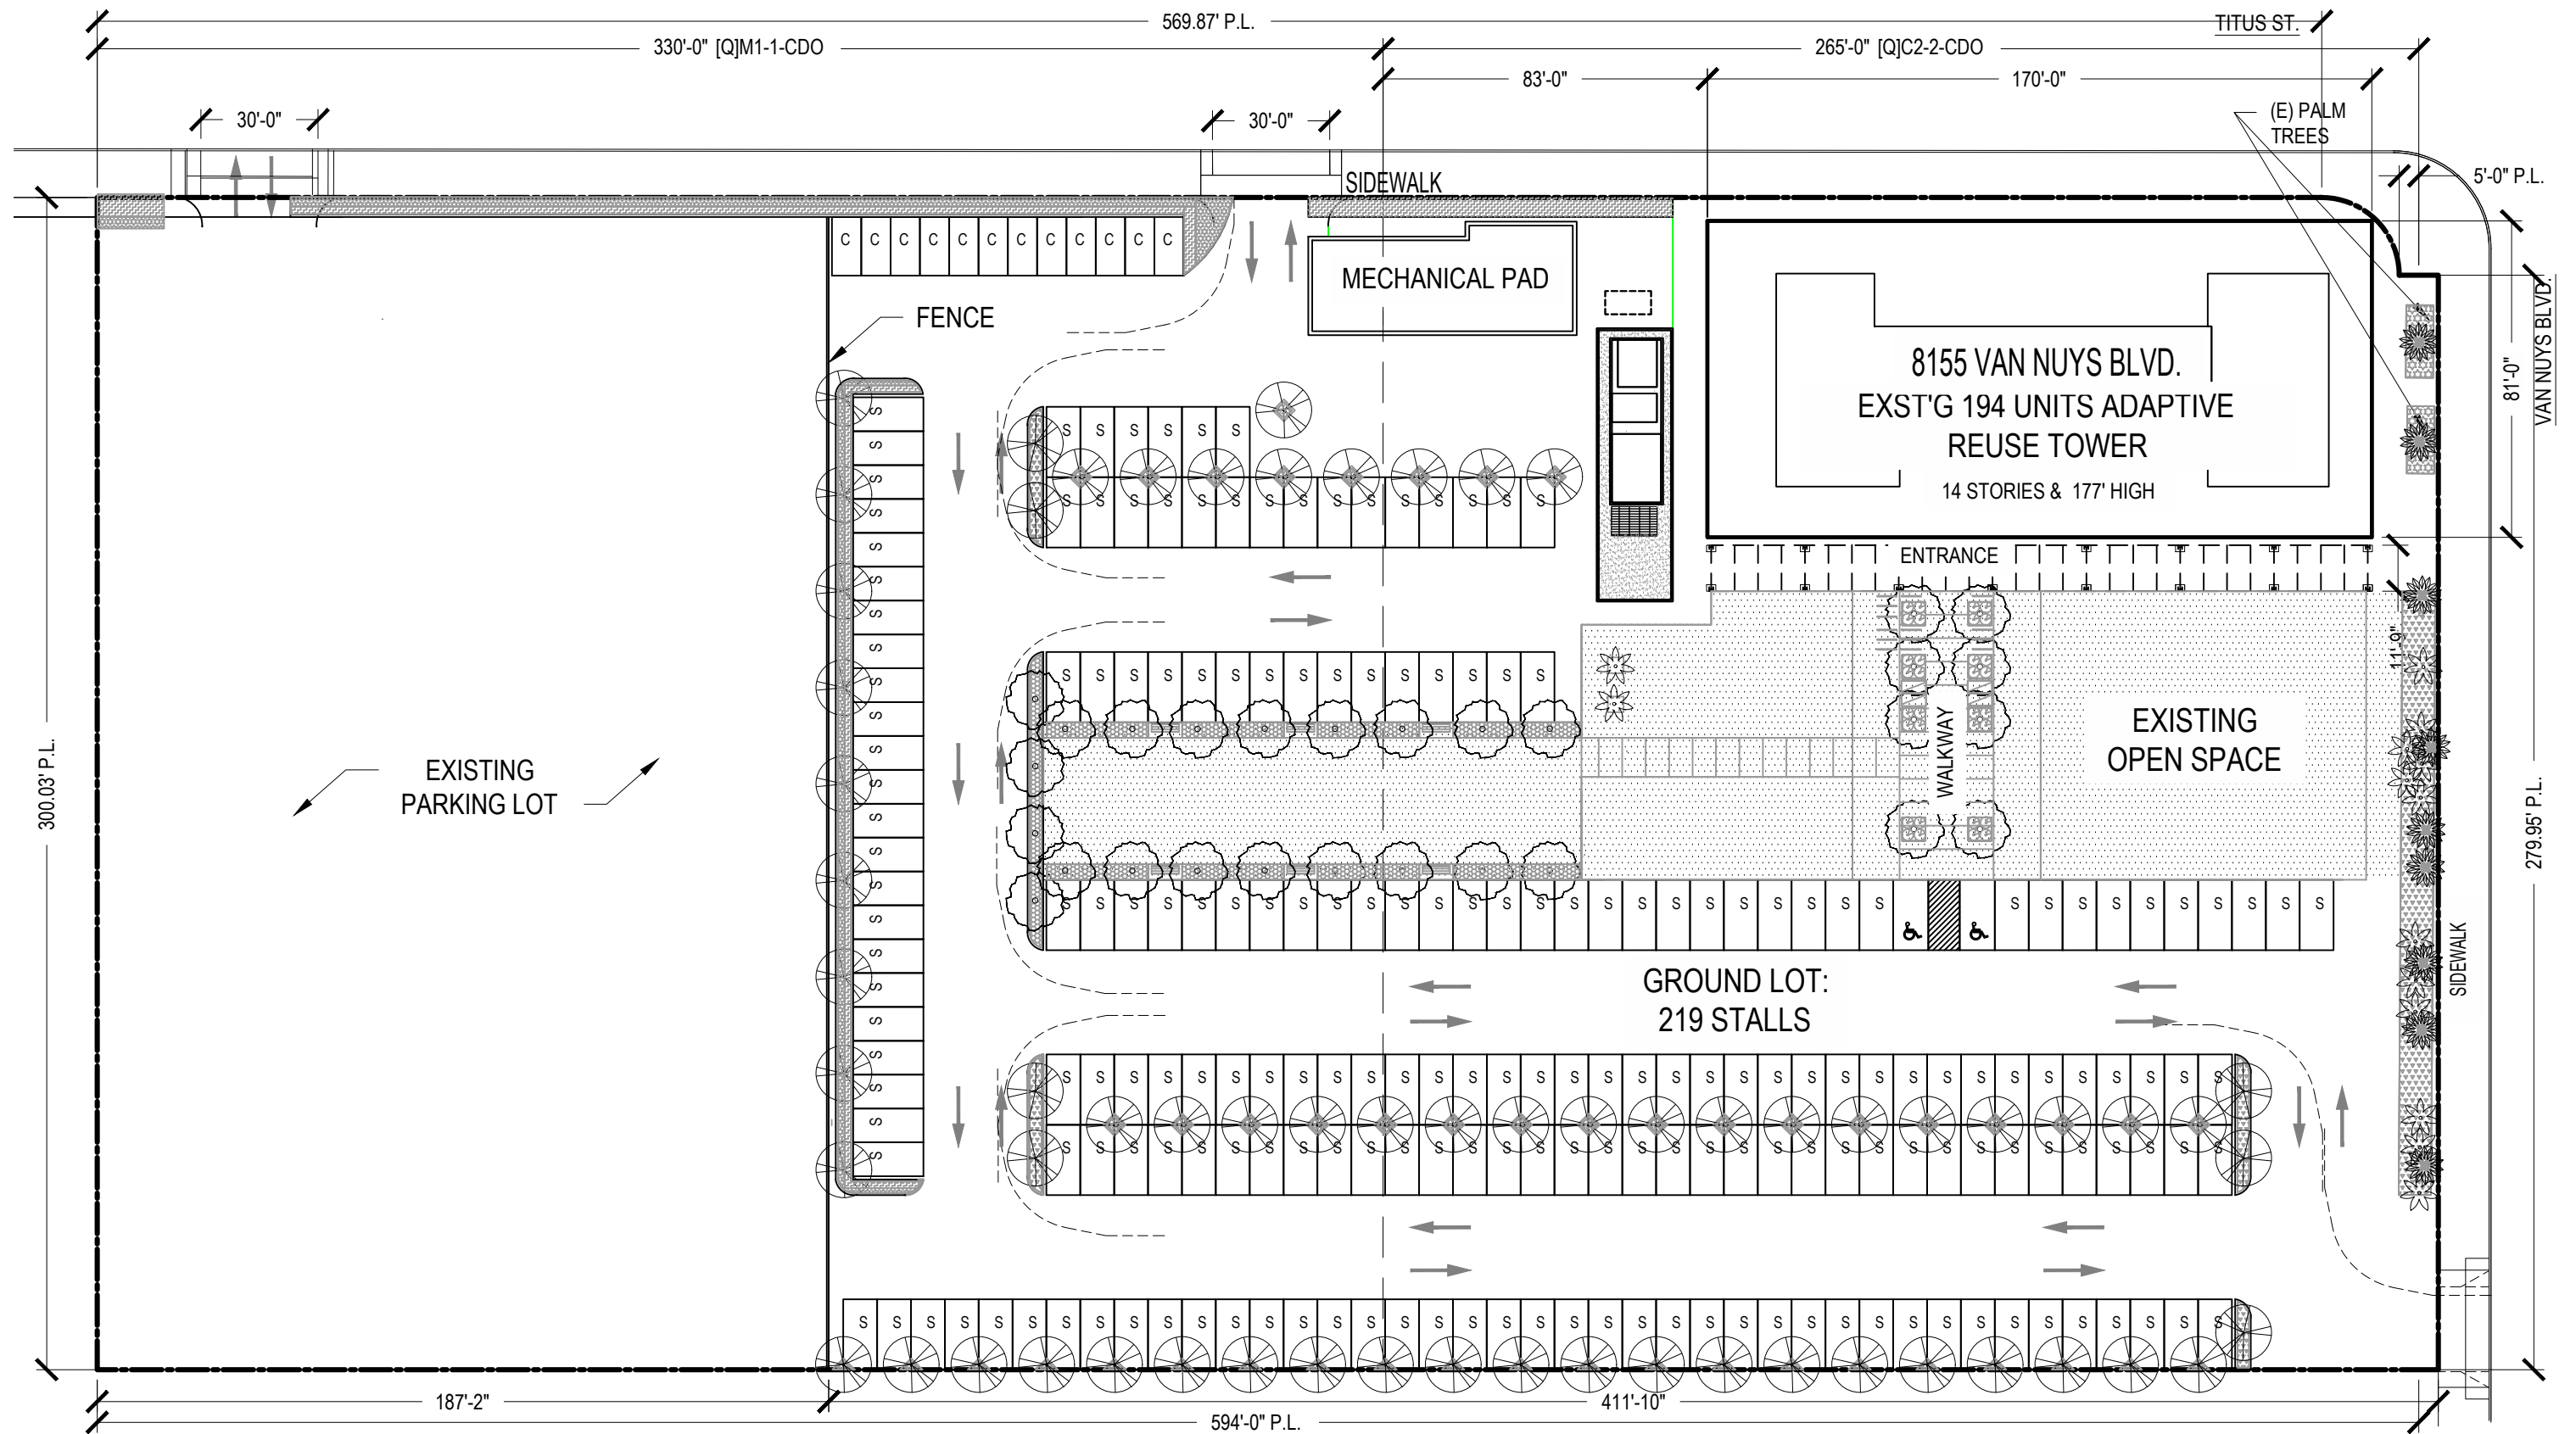 569.87' P.L.
TITUS ST.
330'-0" [Q]M1-1-CDO
265'-0" [Q]C2-2-CDO
83'-0"
170'-0"
30'-0"
30'-0"
(E) PALM
TREES
SIDEWALK
5'-0" P.L.
C C C C C C C C C C C C
MECHANICAL PAD
FENCE
VAN NUYS BLVD.
8155 VAN NUYS BLVD.
EXST'G 194 UNITS ADAPTIVE
REUSE TOWER
14 STORIES & 177' HIGH
81'-0"
S S S S S S
S S S S S S S S S S S S S S S
ENTRANCE
11'-9"
S S S S S S S S S S S S S S S
EXISTING
OPEN SPACE
WALKWAY
EXISTING
PARKING LOT
300.03' P.L.
279.95' P.L.
S S S S S S S S S S S S S S S S S S S S S S S S S S S S S S S S S S S
SIDEWALK
GROUND LOT:
219 STALLS
S S S S S S S S S S S S S S S S S S S S S S S S S S S S S S S S S S S
S S S S S S S S S S S S S S S S S S S S S S S S S S S S S S S S S S S
S S S S S S S S S S S S S S S S S S S S S S S
S S S S S S S S S S S S S S S S S S S S S S S S S S S S S S S S S S S S S S S S S
187'-2"
411'-10"
594'-0" P.L.